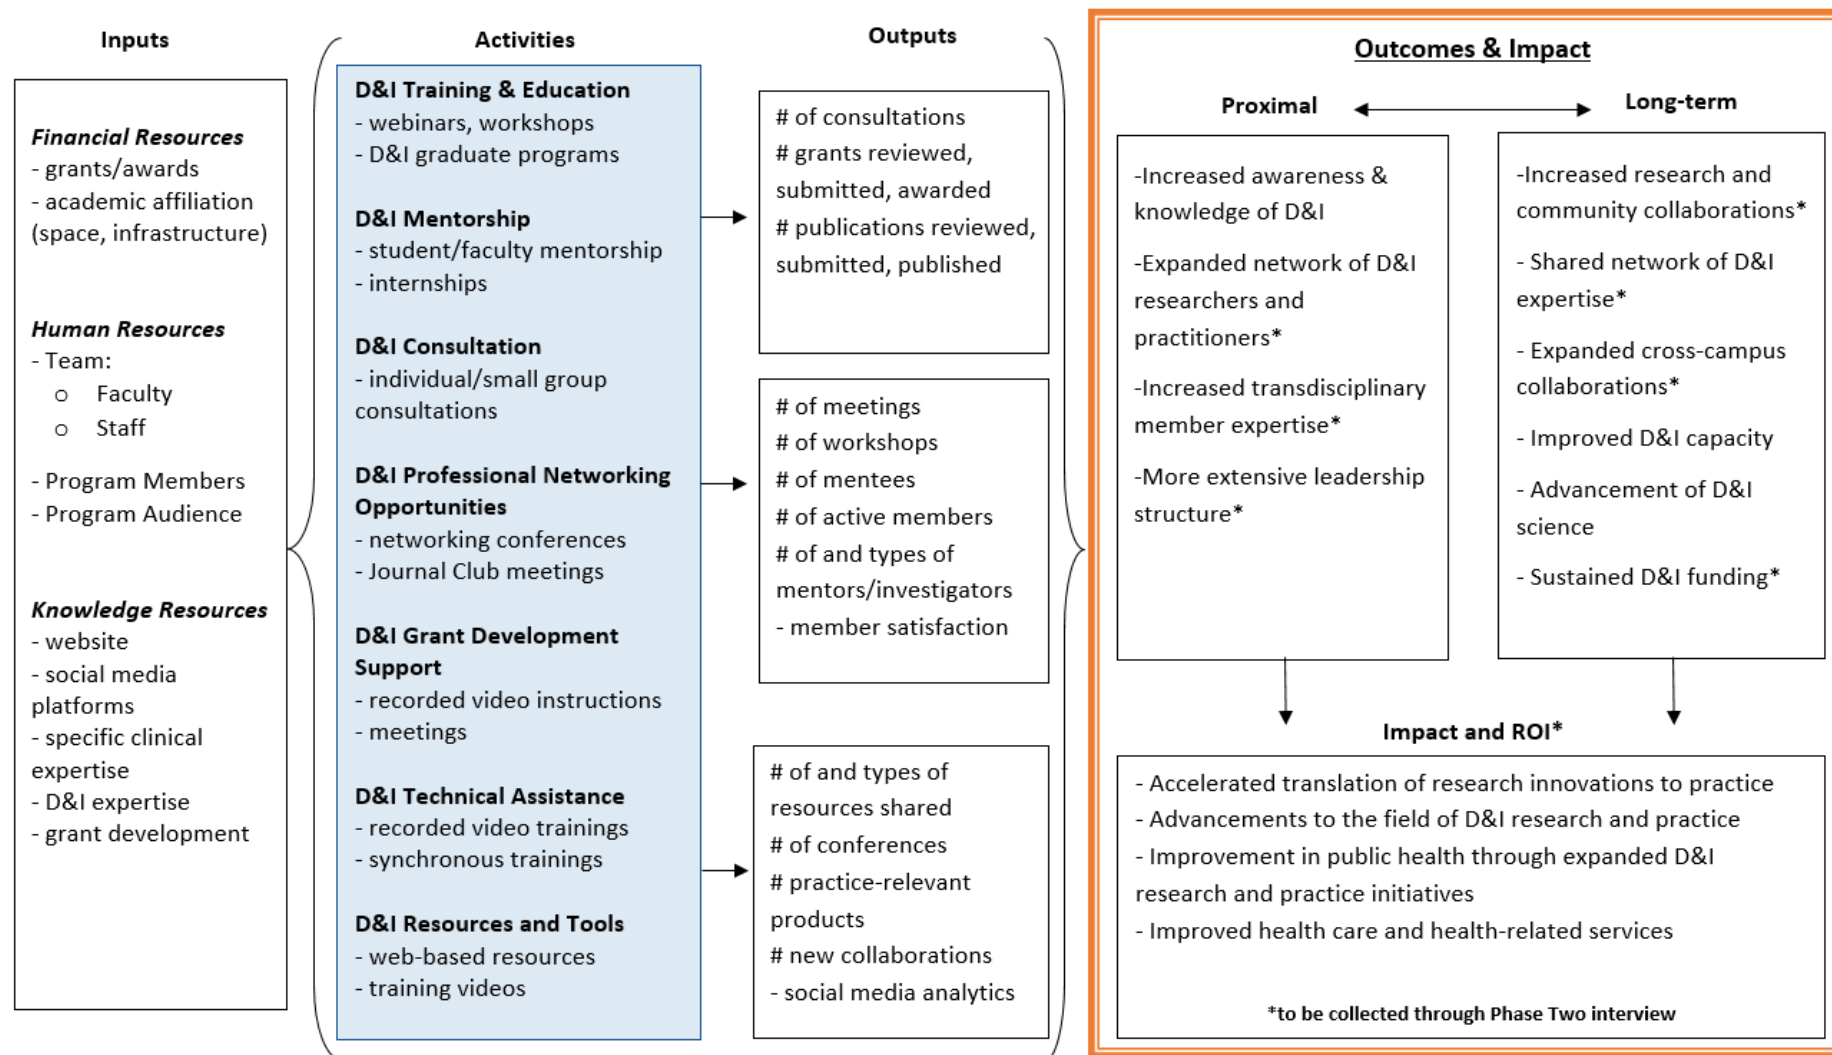 Inputs
Financial Resources
- grants/awards
- academic affiliation
(space, infrastructure)
Human Resources
- Team:
o Faculty
o Staff
- Program Members
- Program Audience
Knowledge Resources
- website
- social media
platforms
- specific clinical
expertise
- D&I expertise
- grant development
Activities
D&I Training & Education
- webinars, workshops
- D&I graduate programs
D&I Mentorship
- student/faculty mentorship
- internships
D&I Consultation
- individual/small group
consultations
D&I Professional Networking
Opportunities
- networking conferences
- Journal Club meetings
D&I Grant Development
Support
- recorded video instructions
- meetings
D&I Technical Assistance
- recorded video trainings
- synchronous trainings
D&I Resources and Tools
- web-based resources
- training videos
Outputs
# of consultations
# grants reviewed,
submitted, awarded
# publications reviewed,
submitted, published
# of meetings
# of workshops
# of mentees
# of active members
# of and types of
mentors/investigators
- member satisfaction
# of and types of
resources shared
# of conferences
# practice-relevant
products
# new collaborations
- social media analytics
Outcomes & Impact
Proximal
-Increased awareness &
knowledge of D&I
-Expanded network of D&I
researchers and
practitioners*
-Increased transdisciplinary
member expertise*
-More extensive leadership
structure*
Long-term
-Increased research and
community collaborations*
- Shared network of D&I
expertise*
- Expanded cross-campus
collaborations*
- Improved D&I capacity
- Advancement of D&I
science
- Sustained D&I funding*
Impact and ROI*
- Accelerated translation of research innovations to practice
- Advancements to the field of D&I research and practice
- Improvement in public health through expanded D&I
research and practice initiatives
- Improved health care and health-related services
*to be collected through Phase Two interview